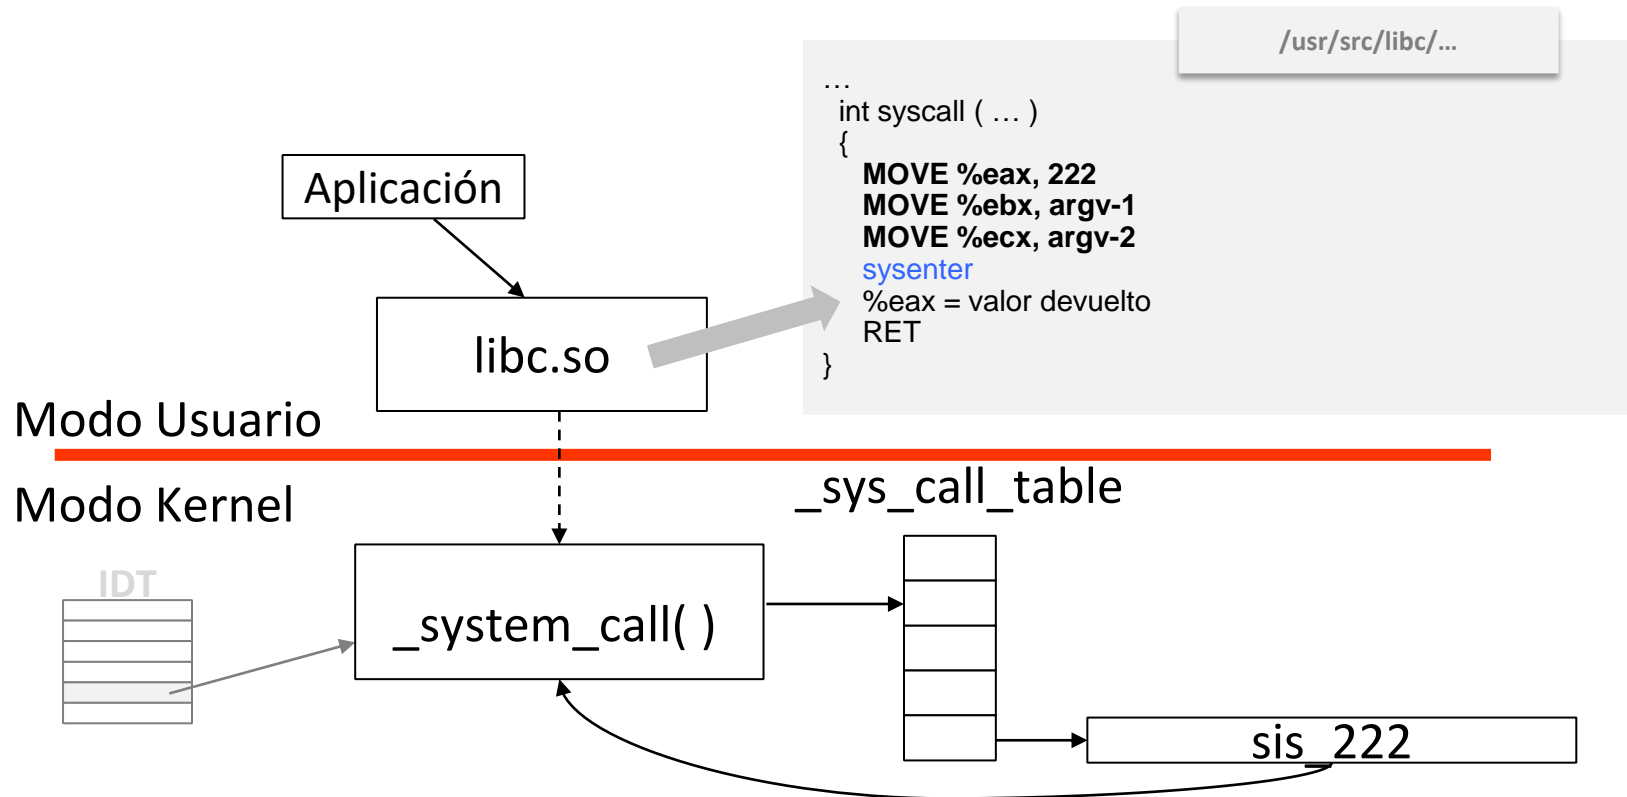 /usr/src/libc/…
…
int syscall ( … )
{
MOVE %eax, 222
MOVE %ebx, argv-1
MOVE %ecx, argv-2
sysenter
%eax = valor devuelto
RET
}
Aplicación
libc.so
Modo Usuario
Modo Kernel
_sys_call_table
IDT
_system_call( )
sis_222